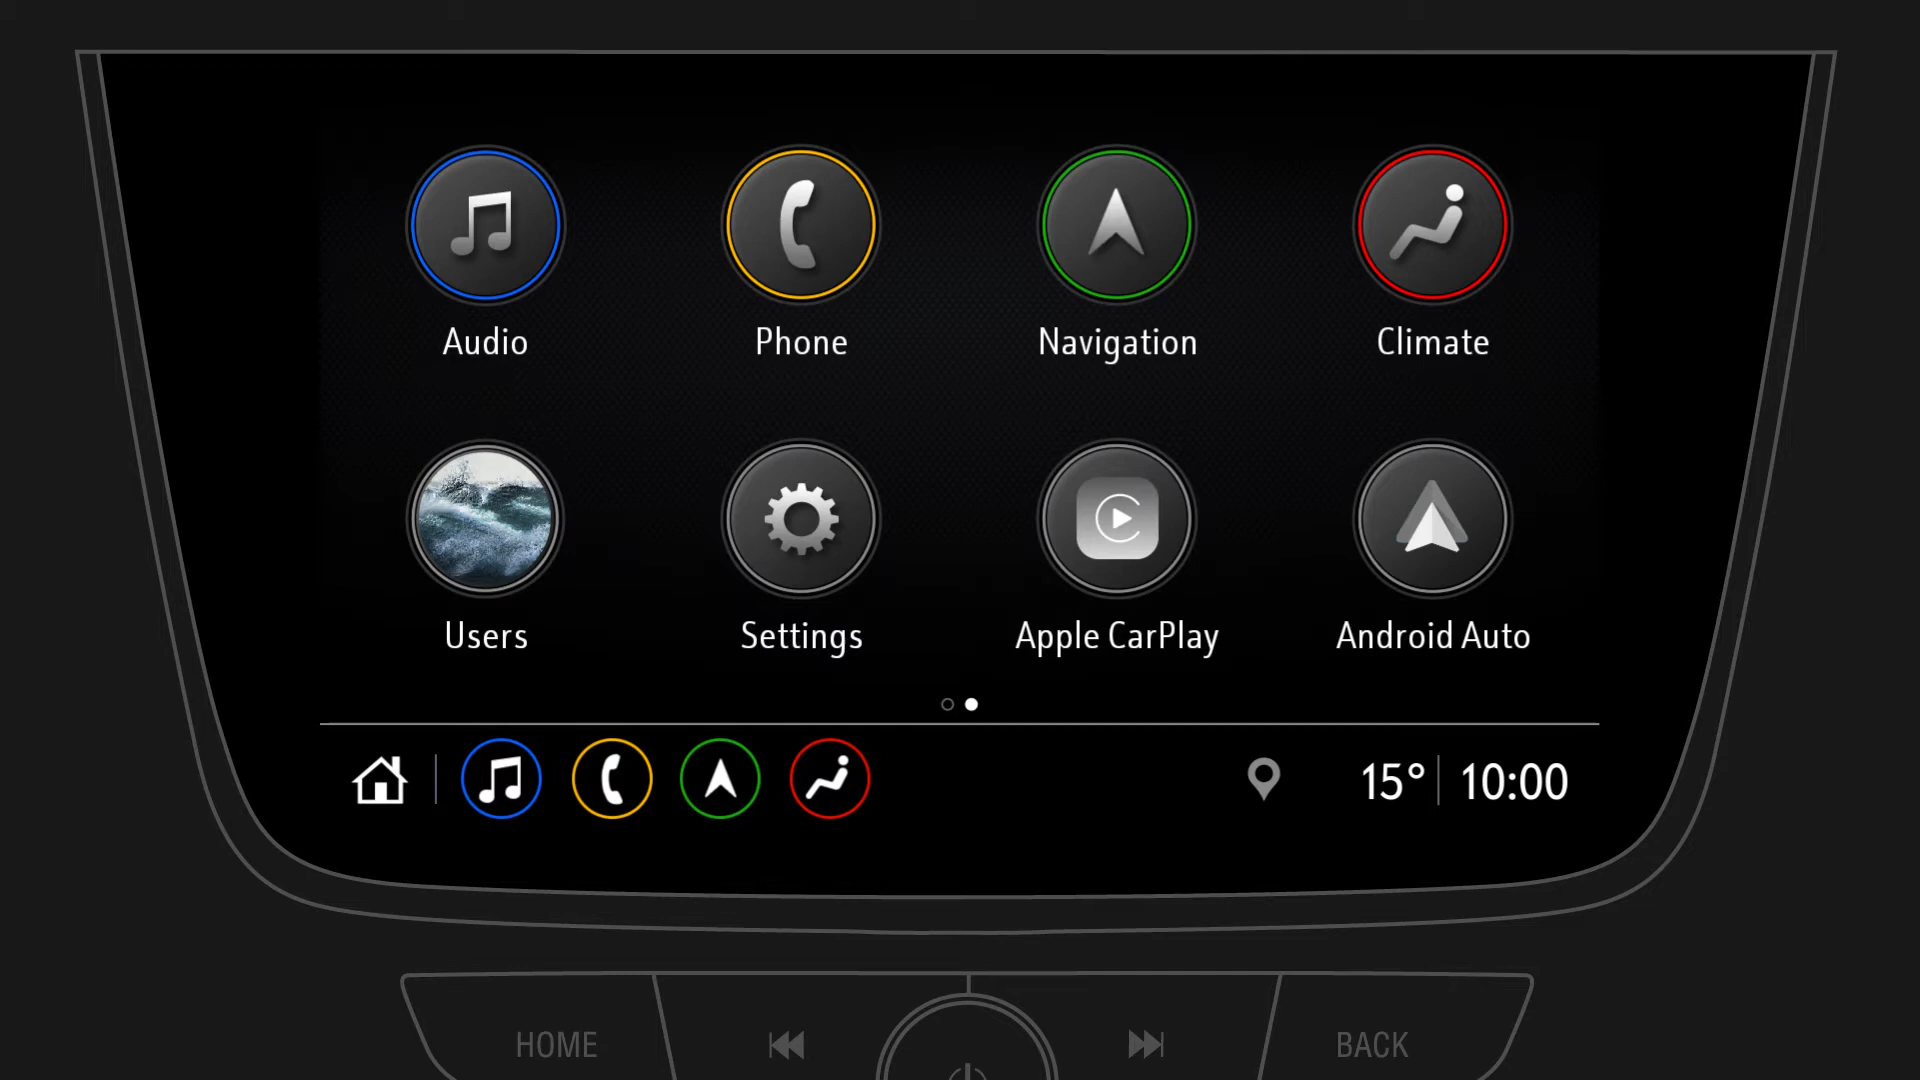 Audio
Phone
Navigation
Climate
Users
Settings
Apple CarPlay
Android Auto
15° 10:00
HOME
BACK